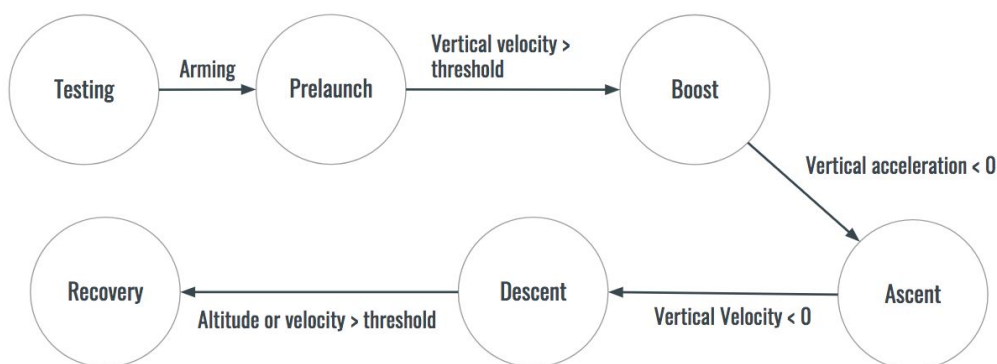 Testing
Arming
Prelaunch
Vertical velocity >
threshold
Boost
Vertical acceleration < 0
Ascent
Vertical Velocity < 0
Descent
Altitude or velocity > threshold
Recovery